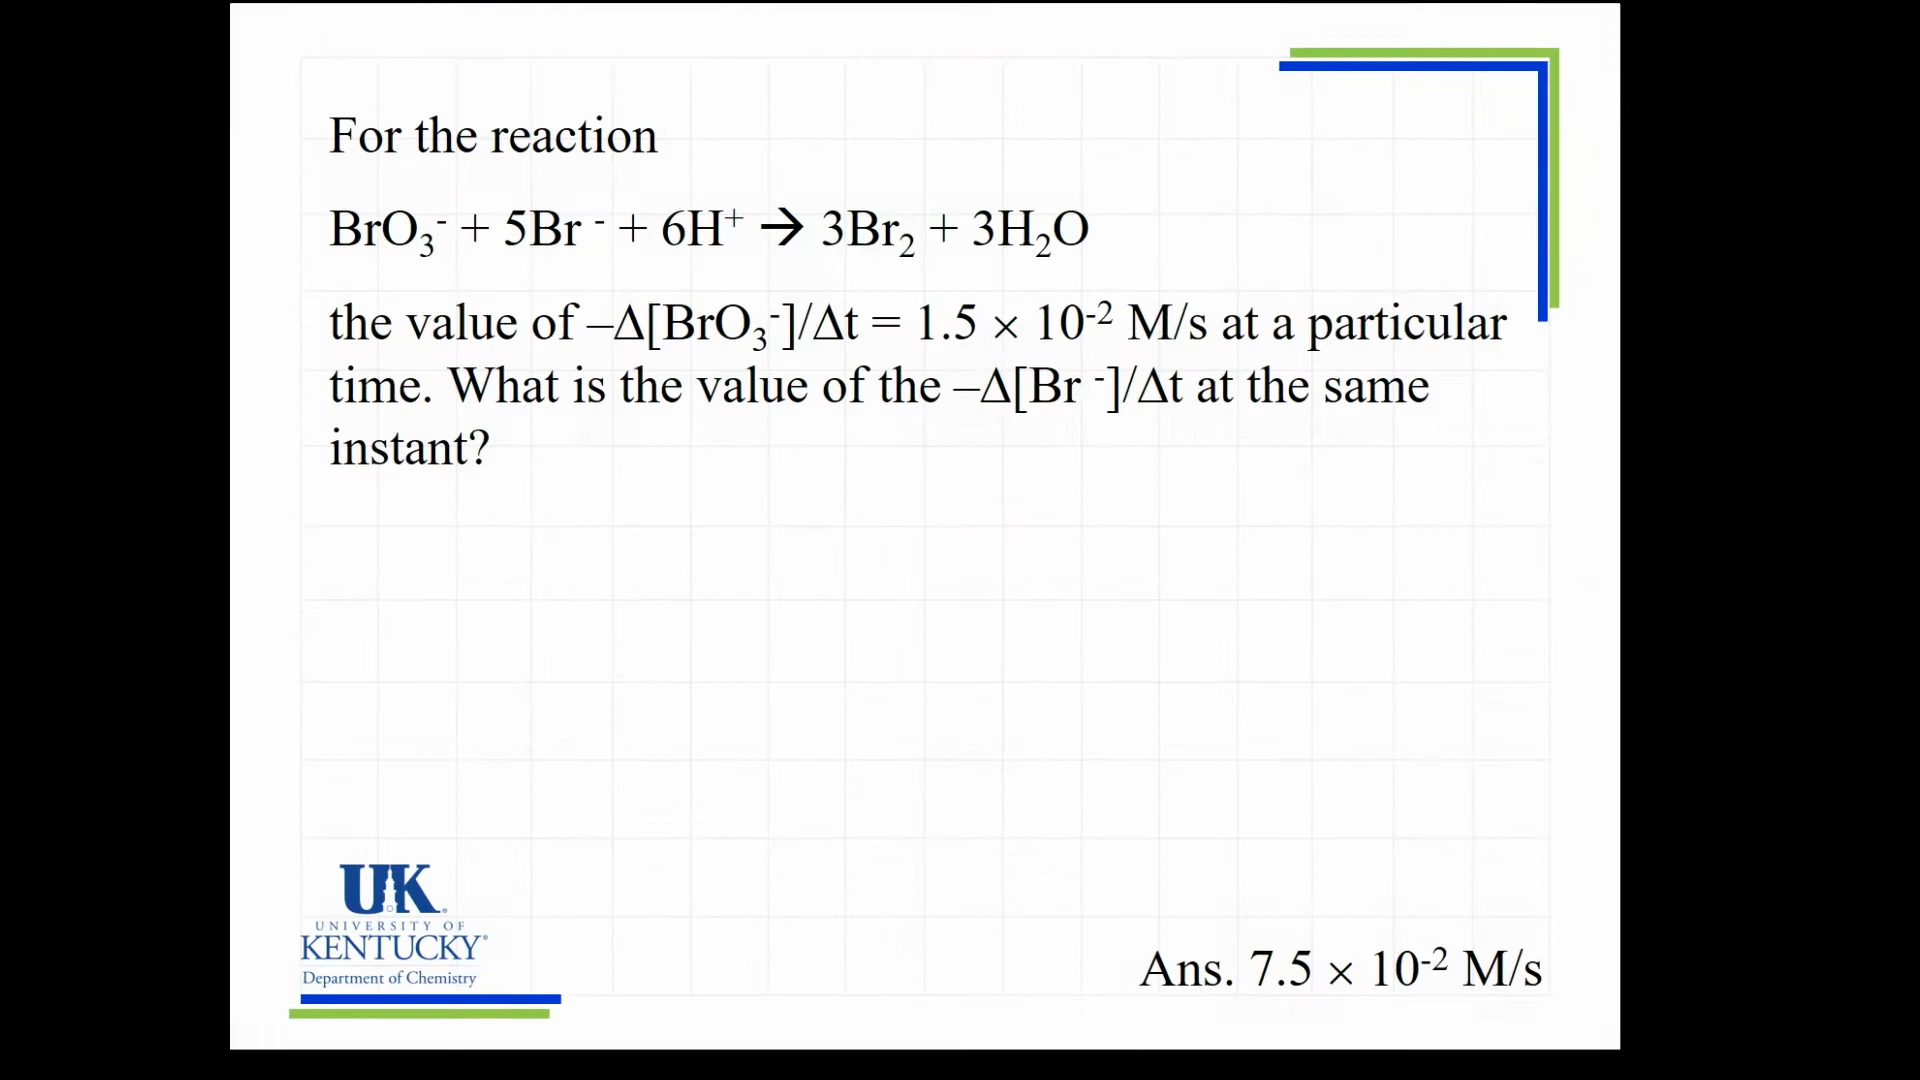 For the reaction
BrO₃⁻ + 5Br ⁻ + 6H⁺ → 3Br₂ + 3H₂O
the value of –Δ[BrO₃⁻]/Δt = 1.5 × 10⁻² M/s at a particular
time. What is the value of the –Δ[Br ⁻]/Δt at the same
instant?
UK
UNIVERSITY OF
KENTUCKY®
Department of Chemistry
Ans. 7.5 × 10⁻² M/s